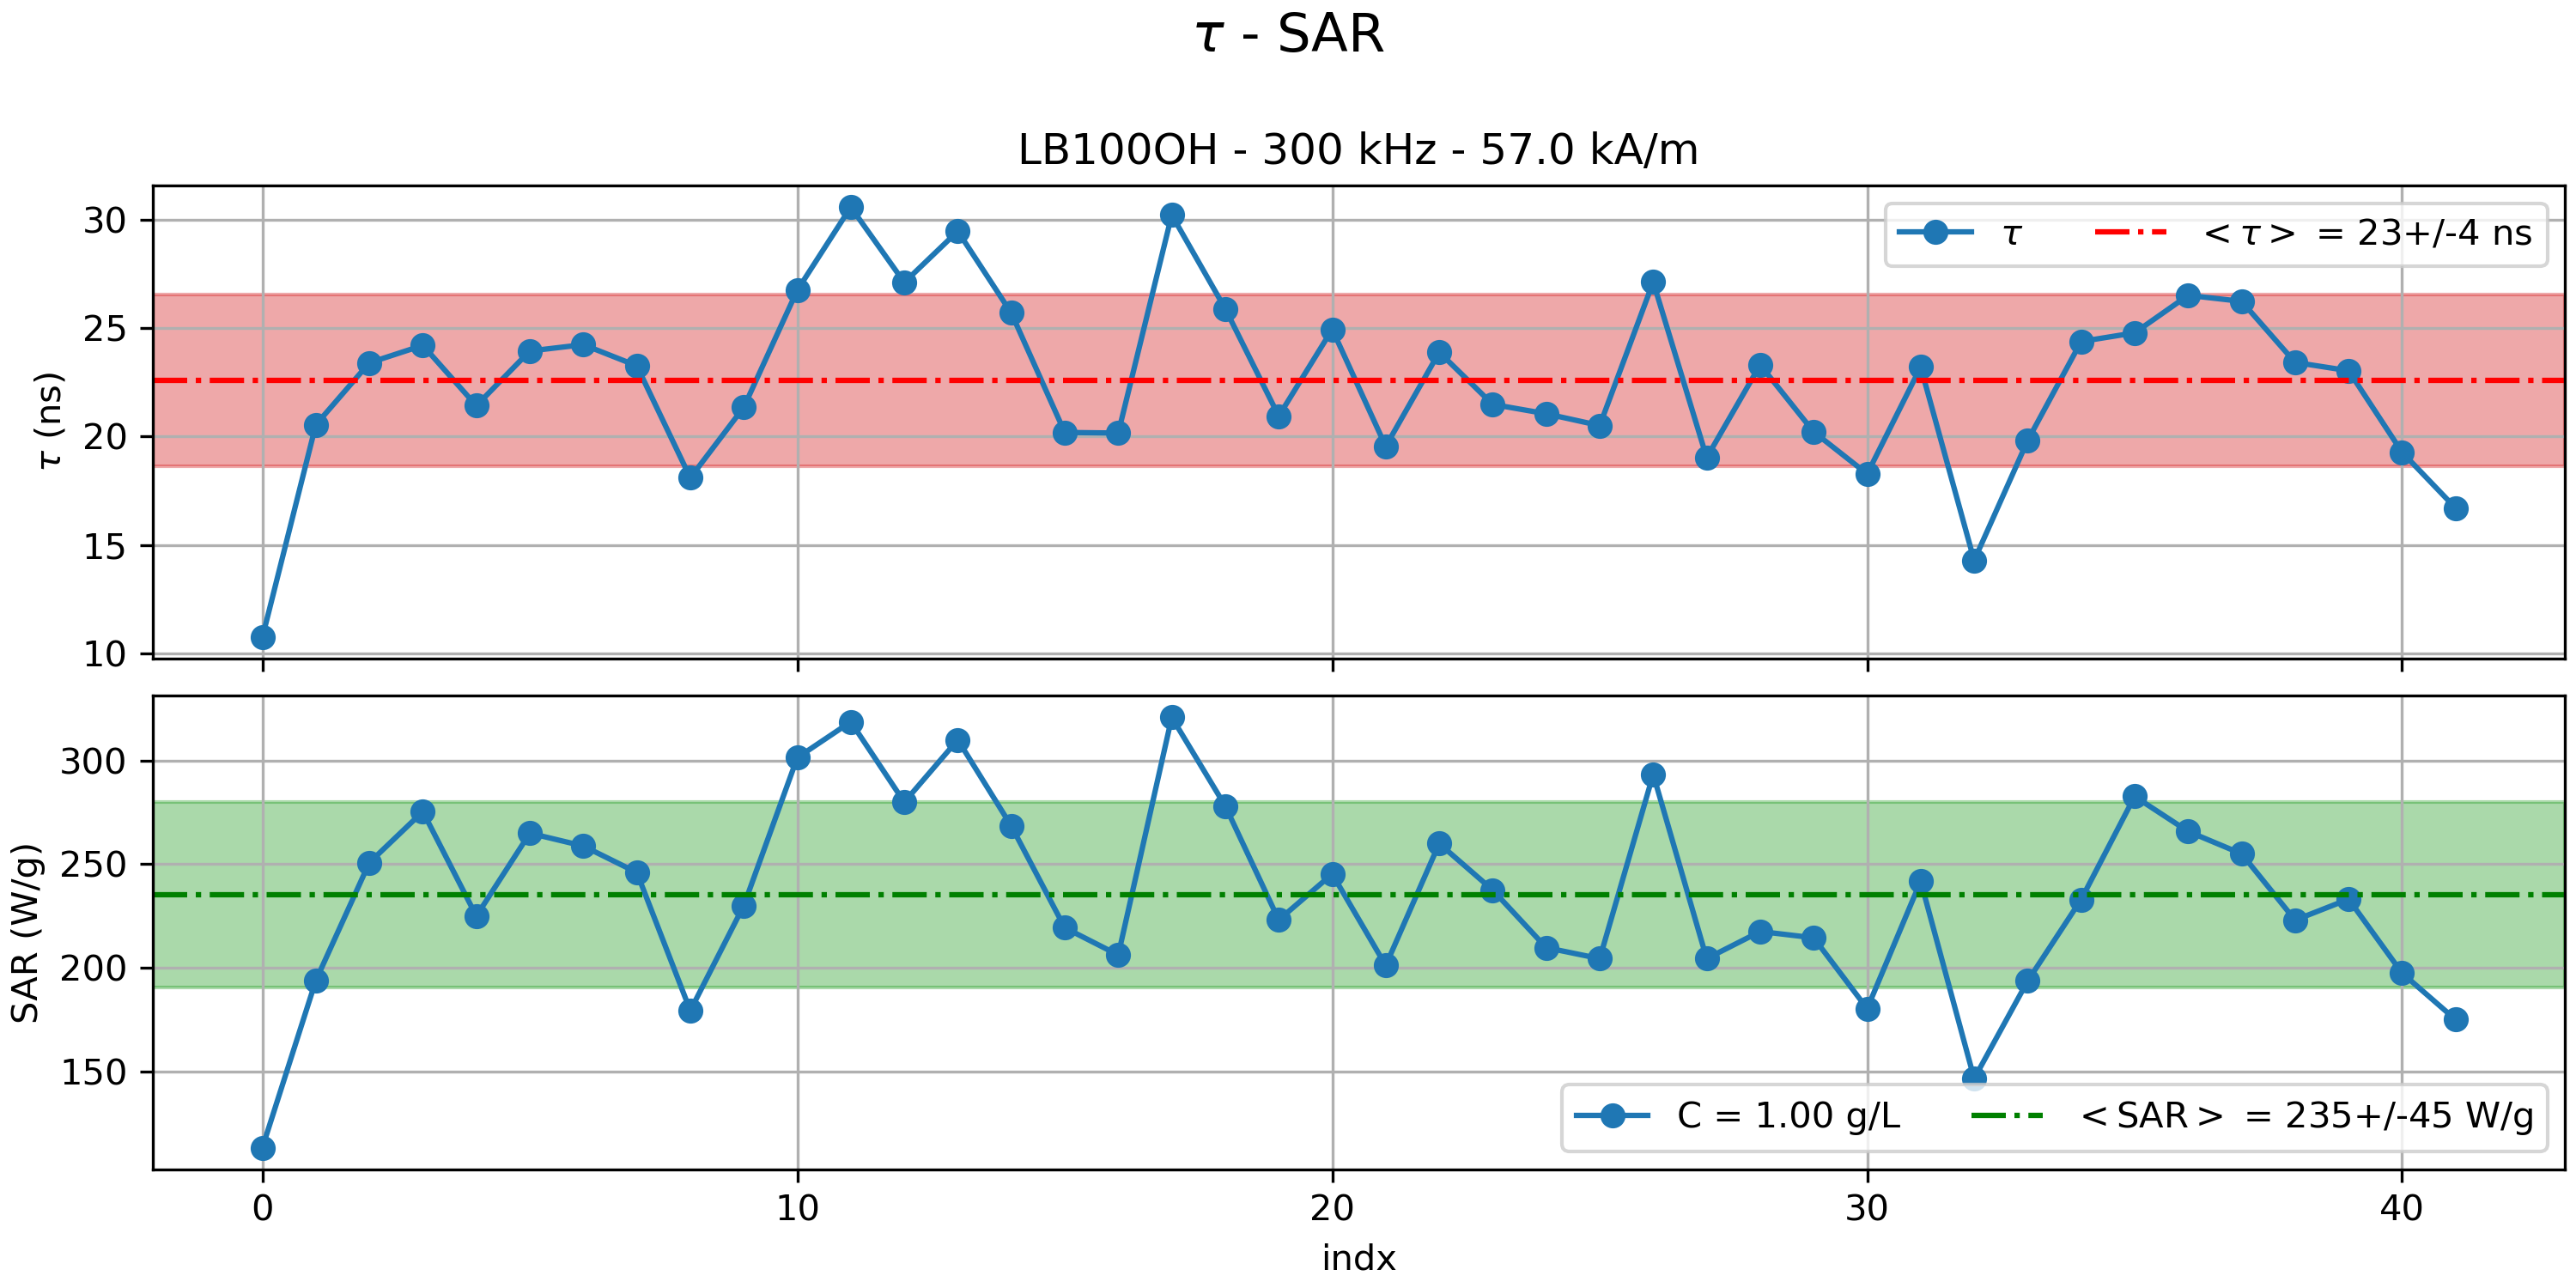 τ - SAR
LB100OH - 300 kHz - 57.0 kA/m
τ (ns)
30
25
20
15
10
τ
<τ> = 23+/-4 ns
SAR (W/g)
300
250
200
150
C = 1.00 g/L
<SAR> = 235+/-45 W/g
0 10 20 30 40
indx